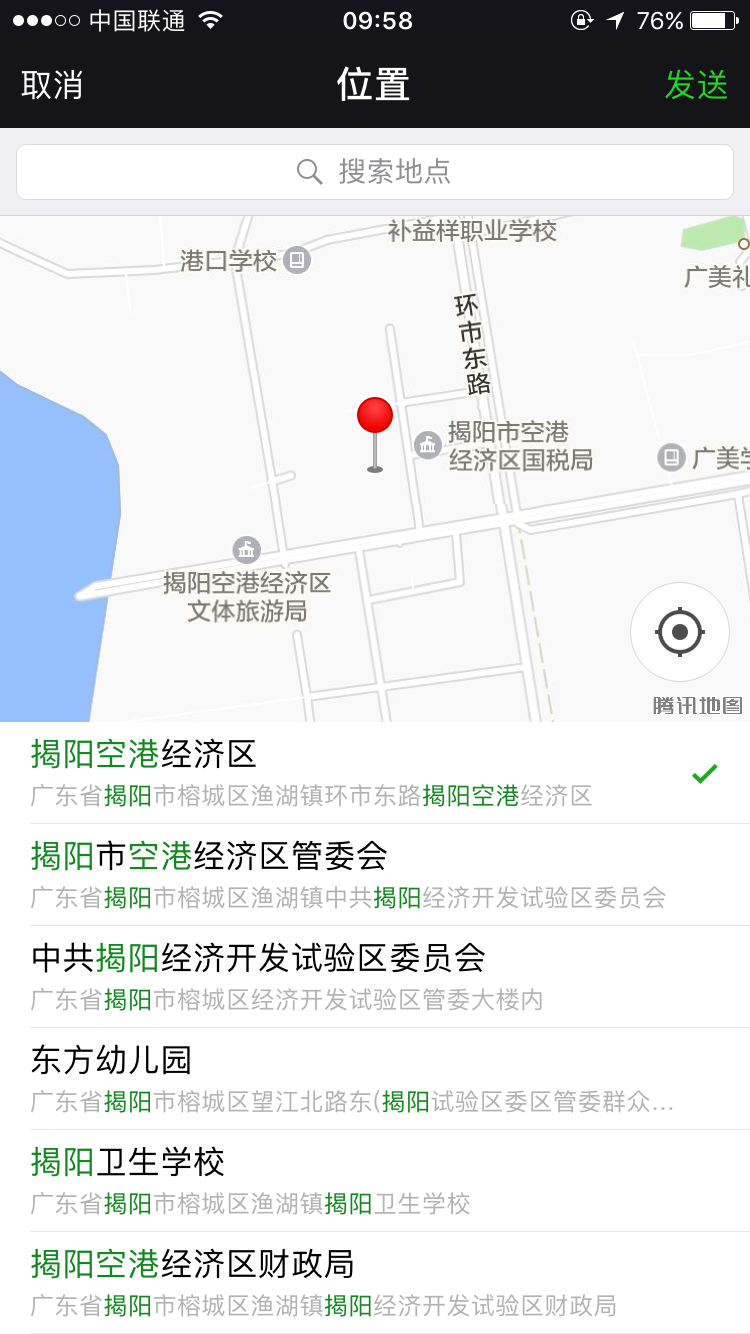 中国联通 09:58 76%
取消 位置 发送
搜索地点
补益样职业学校
港口学校
广美礼
环市东路
揭阳市空港
经济区国税局
广美学
揭阳空港经济区
文体旅游局
腾讯地图
揭阳空港经济区
广东省揭阳市榕城区渔湖镇环市东路揭阳空港经济区
揭阳市空港经济区管委会
广东省揭阳市榕城区渔湖镇中共揭阳经济开发试验区委员会
中共揭阳经济开发试验区委员会
广东省揭阳市榕城区经济开发试验区管委大楼内
东方幼儿园
广东省揭阳市榕城区望江北路东(揭阳试验区委区管委群众...
揭阳卫生学校
广东省揭阳市榕城区渔湖镇揭阳卫生学校
揭阳空港经济区财政局
广东省揭阳市榕城区渔湖镇揭阳经济开发试验区财政局